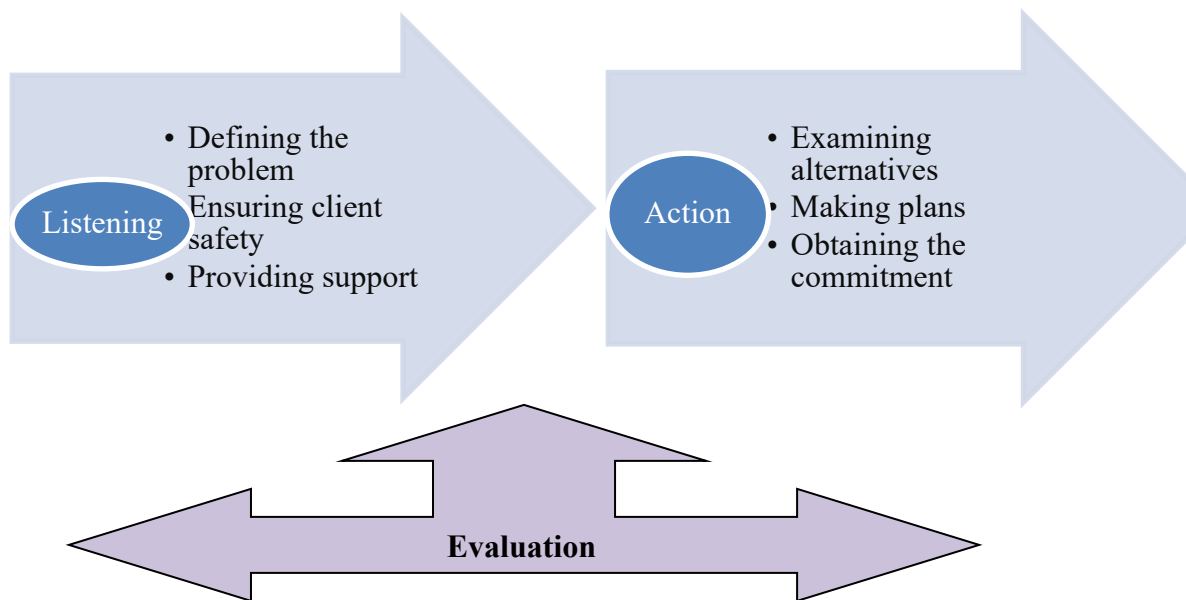 Listening
• Defining the
problem
Ensuring client
safety
• Providing support
Action
• Examining
alternatives
• Making plans
• Obtaining the
commitment
Evaluation